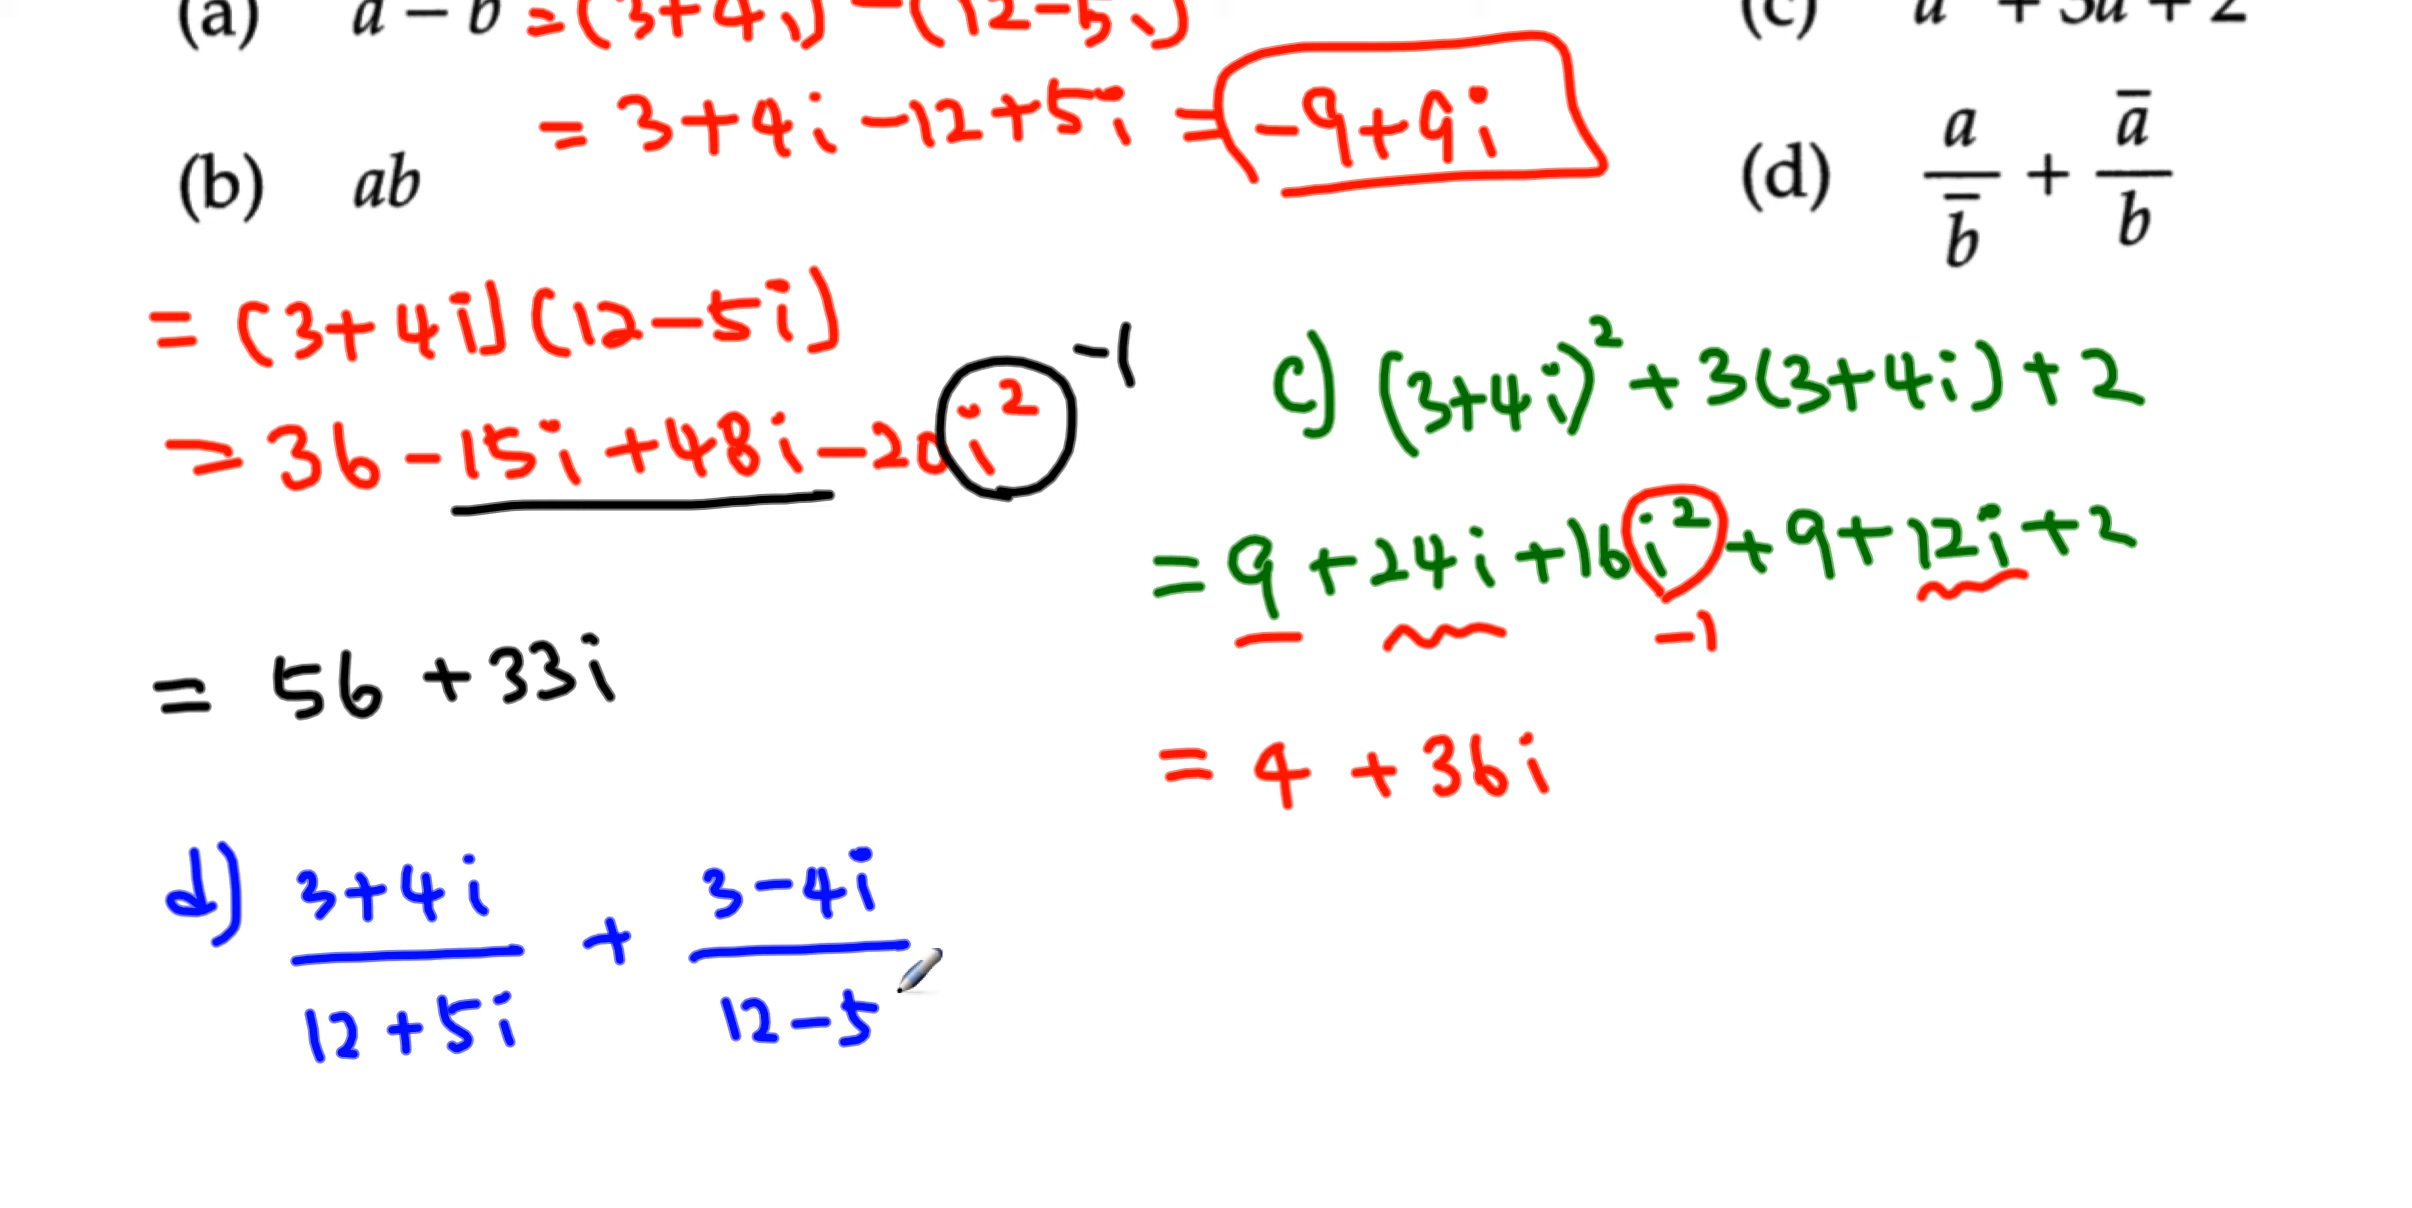 (a) a − b = (3+4i) − (12−5i)
(c) a + 3a + 2
= 3+4i −12+5i = −9+9i
(b) ab
(d) a/b̅ + a̅/b
= (3+4i)(12−5i)
= 36 −15i +48i −20i² −1
= 56 +33i
c) (3+4i)² + 3(3+4i) + 2
= 9 + 24i + 16i² + 9 + 12i + 2
−1
= 4 + 36i
d) 3+4i/12+5i + 3−4i/12−5